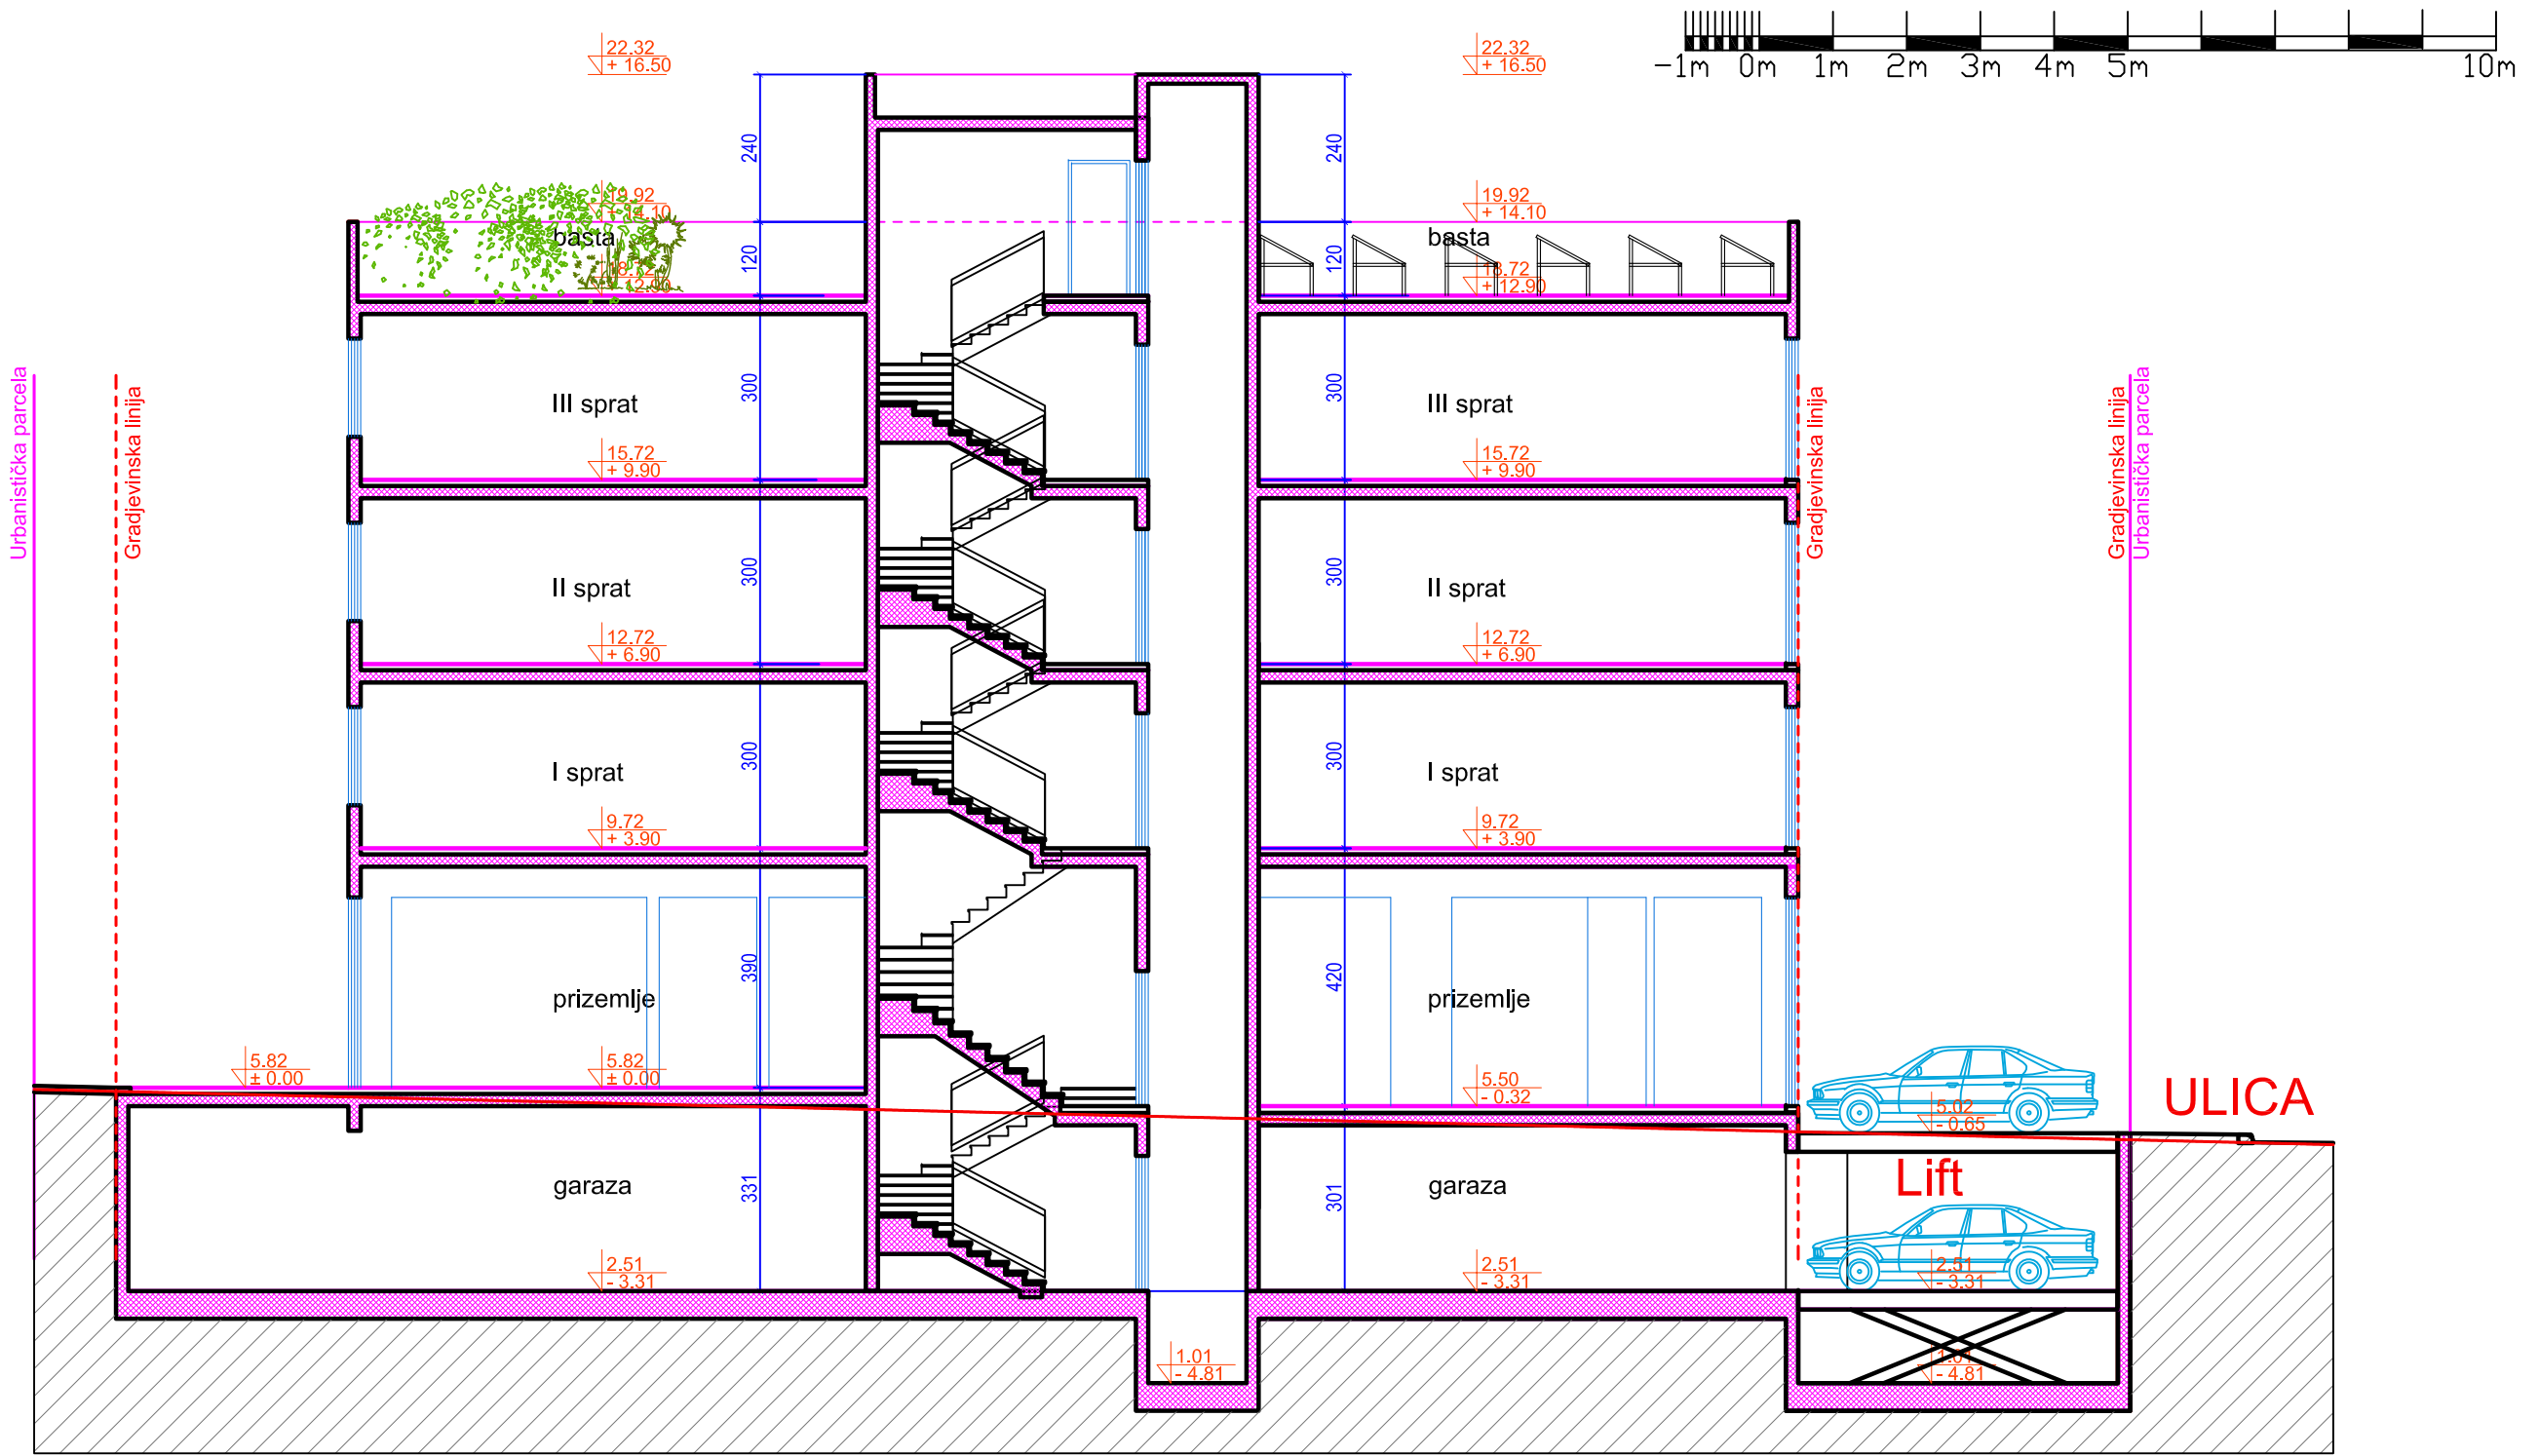 -1m 0m 1m 2m 3m 4m 5m 10m
22.32
+ 16.50
22.32
+ 16.50
240
240
19.92
+ 14.10
19.92
+ 14.10
basta
basta
120
120
18.72
+ 12.90
18.72
+ 12.90
Urbanistička parcela
Gradjevinska linija
Gradjevinska linija
Gradjevinska linija
Urbanistička parcela
III sprat
300
300
III sprat
15.72
+ 9.90
15.72
+ 9.90
II sprat
300
300
II sprat
12.72
+ 6.90
12.72
+ 6.90
I sprat
300
300
I sprat
9.72
+ 3.90
9.72
+ 3.90
prizemlje
390
420
prizemlje
5.82
± 0.00
5.82
± 0.00
5.50
- 0.32
5.02
- 0.65
ULICA
garaza
331
301
garaza
Lift
2.51
- 3.31
2.51
- 3.31
2.51
- 3.31
1.01
- 4.81
1.01
- 4.81